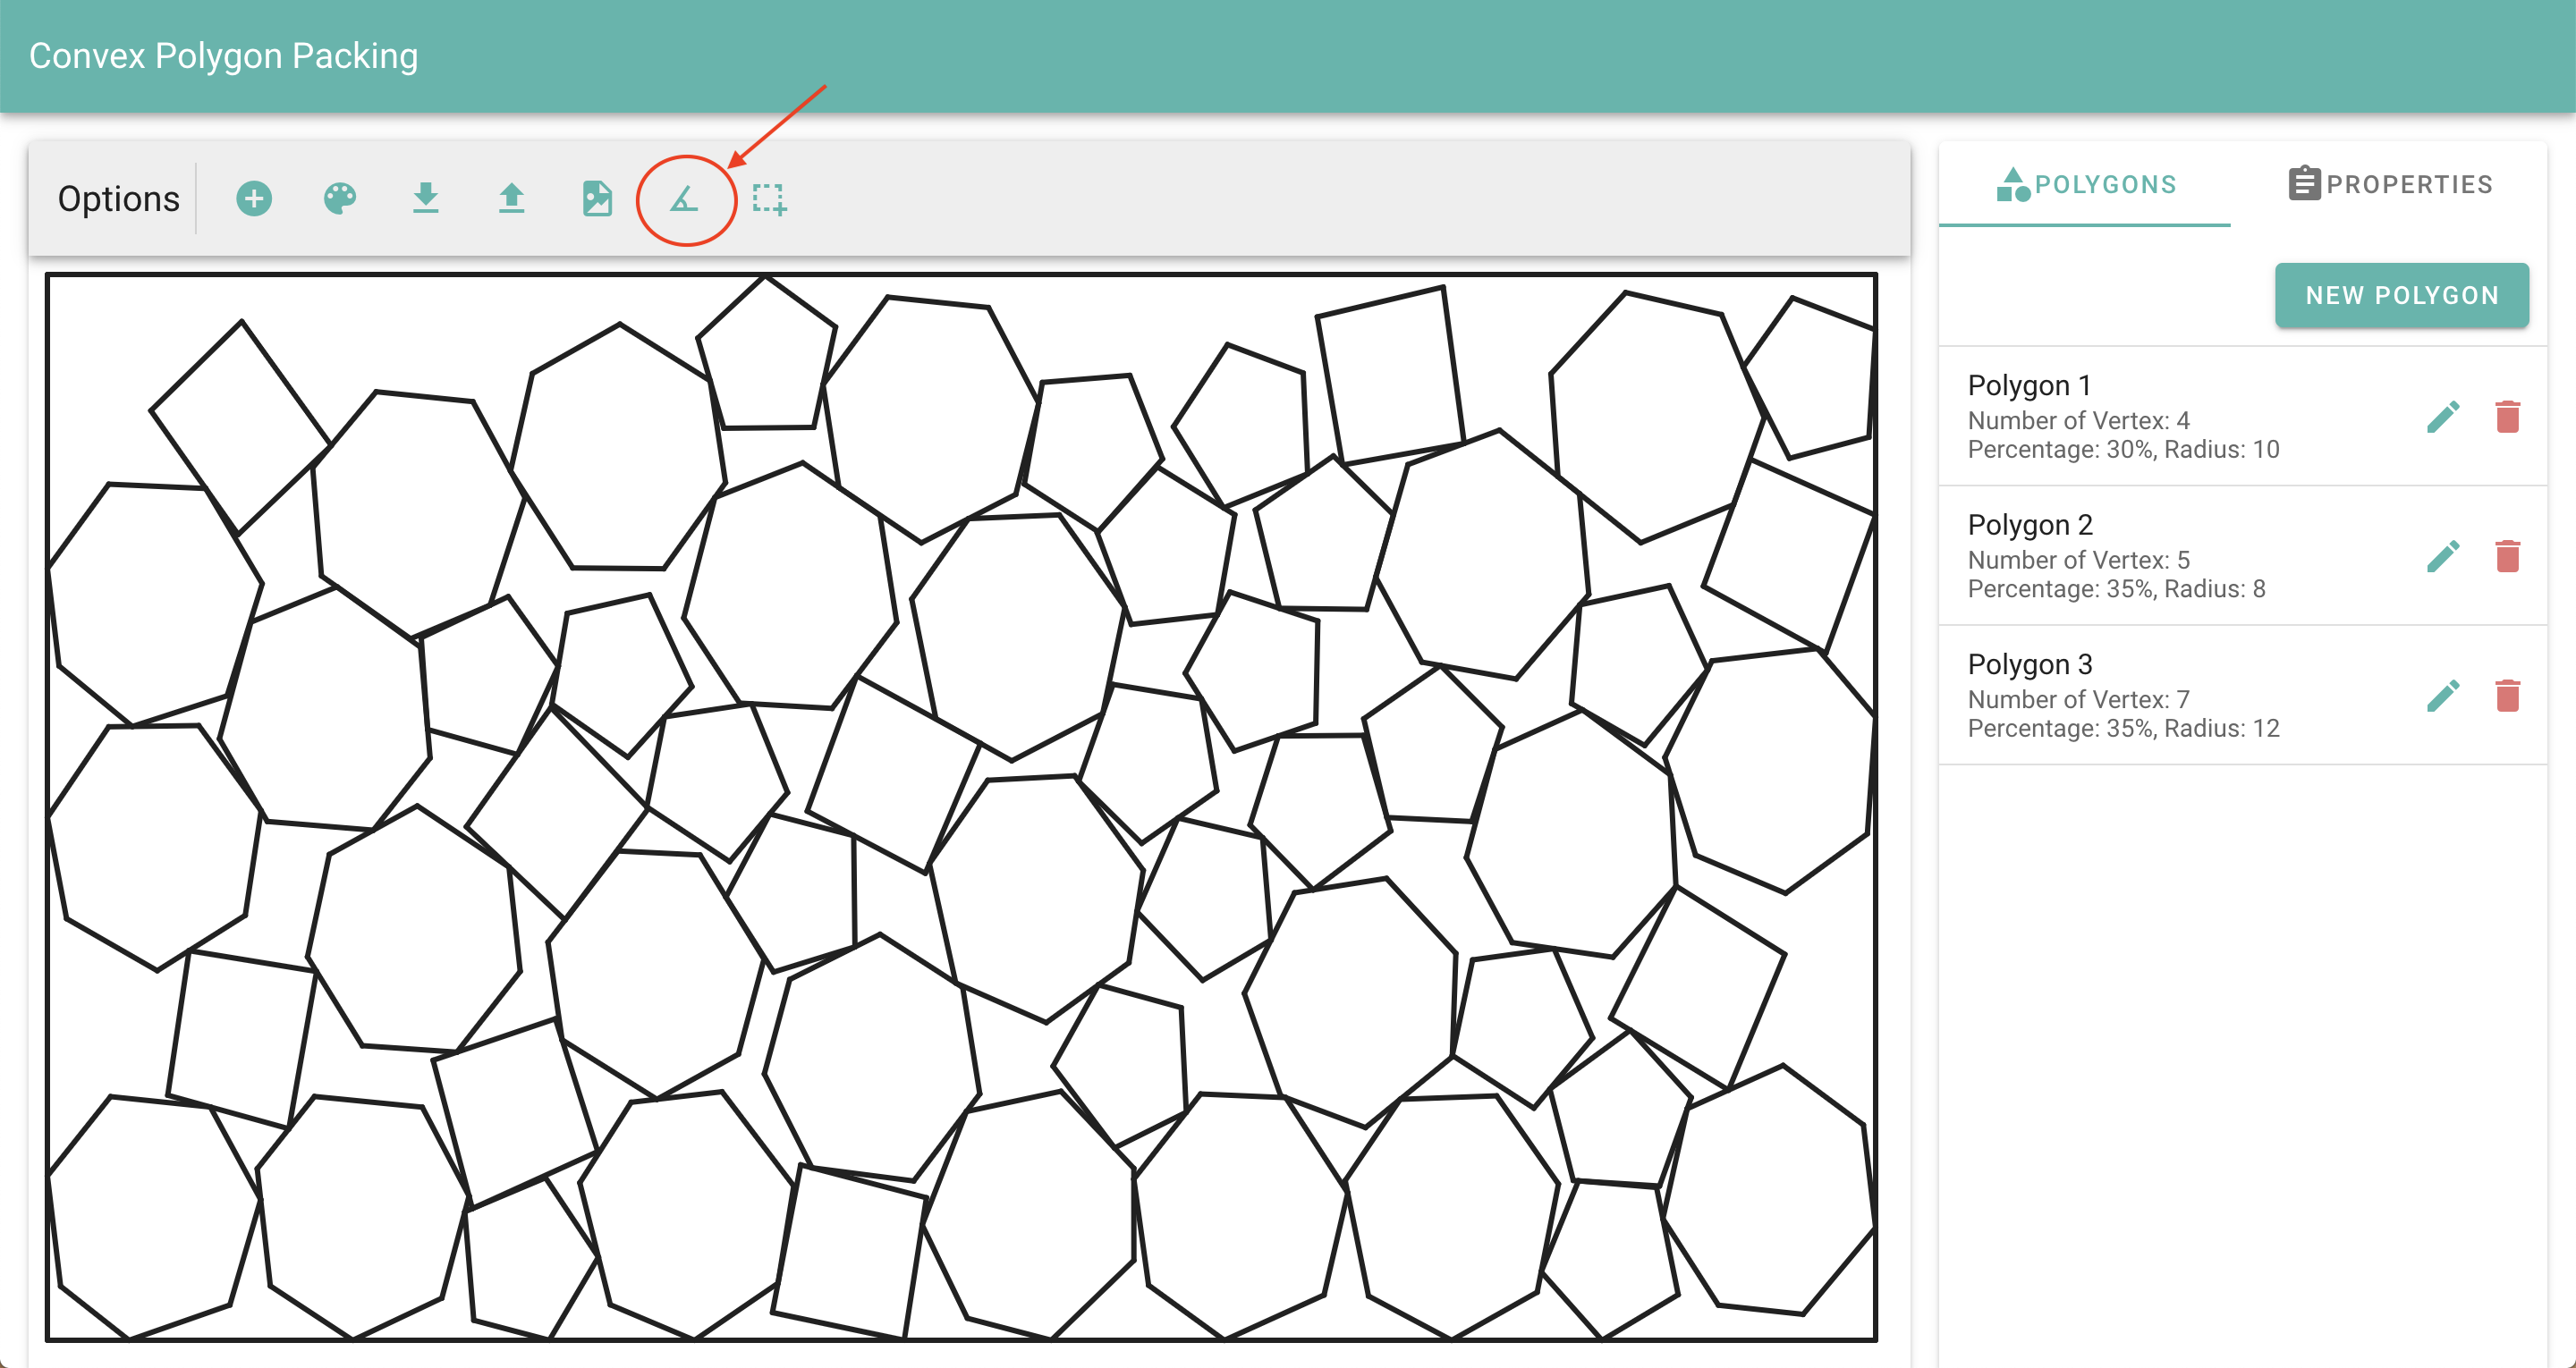 Convex Polygon Packing
Options
POLYGONS
PROPERTIES
NEW POLYGON
Polygon 1
Number of Vertex: 4
Percentage: 30%, Radius: 10
Polygon 2
Number of Vertex: 5
Percentage: 35%, Radius: 8
Polygon 3
Number of Vertex: 7
Percentage: 35%, Radius: 12